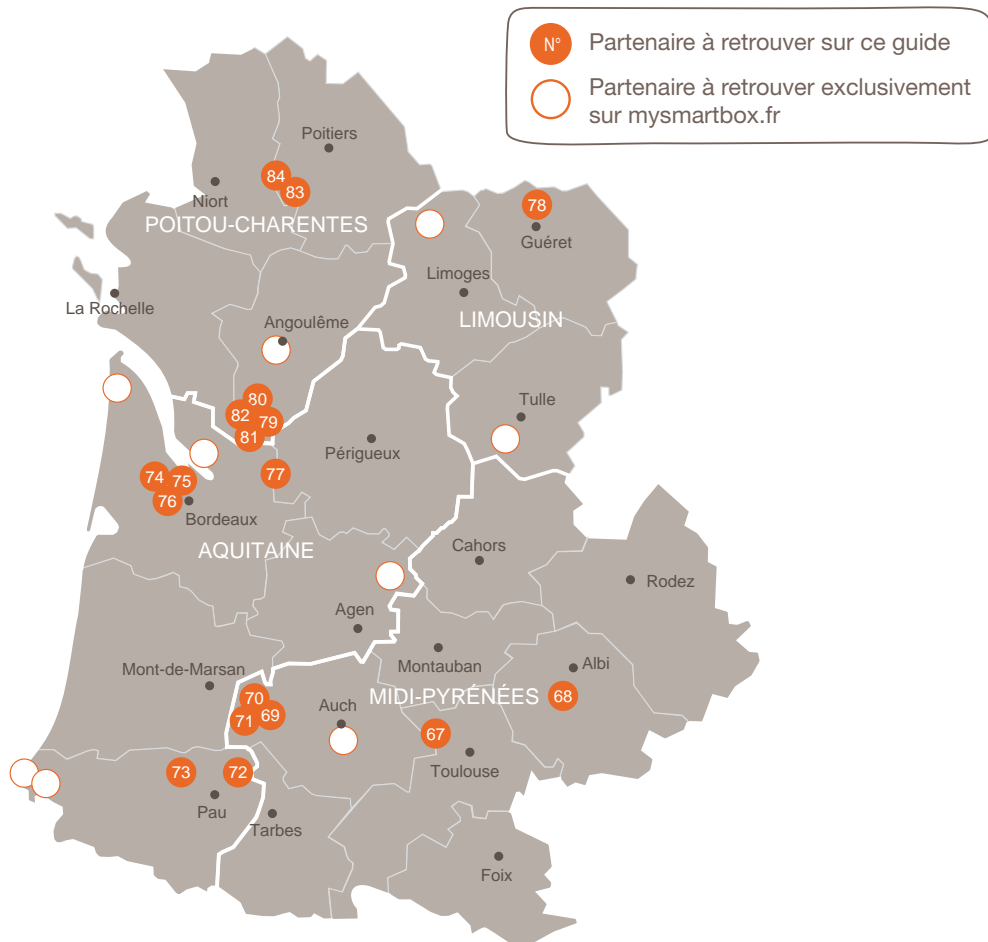 N° Partenaire à retrouver sur ce guide
Partenaire à retrouver exclusivement
sur mysmartbox.fr
Poitiers
84
83
Niort
POITOU-CHARENTES
78
Guéret
Limoges
La Rochelle
LIMOUSIN
Angoulême
80
82
79
81
Tulle
Périgueux
77
74
75
76
Bordeaux
AQUITAINE
Cahors
Rodez
Agen
Mont-de-Marsan
Montauban
Albi
MIDI-PYRÉNÉES
68
70
69
71
Auch
67
Toulouse
73
72
Pau
Tarbes
Foix